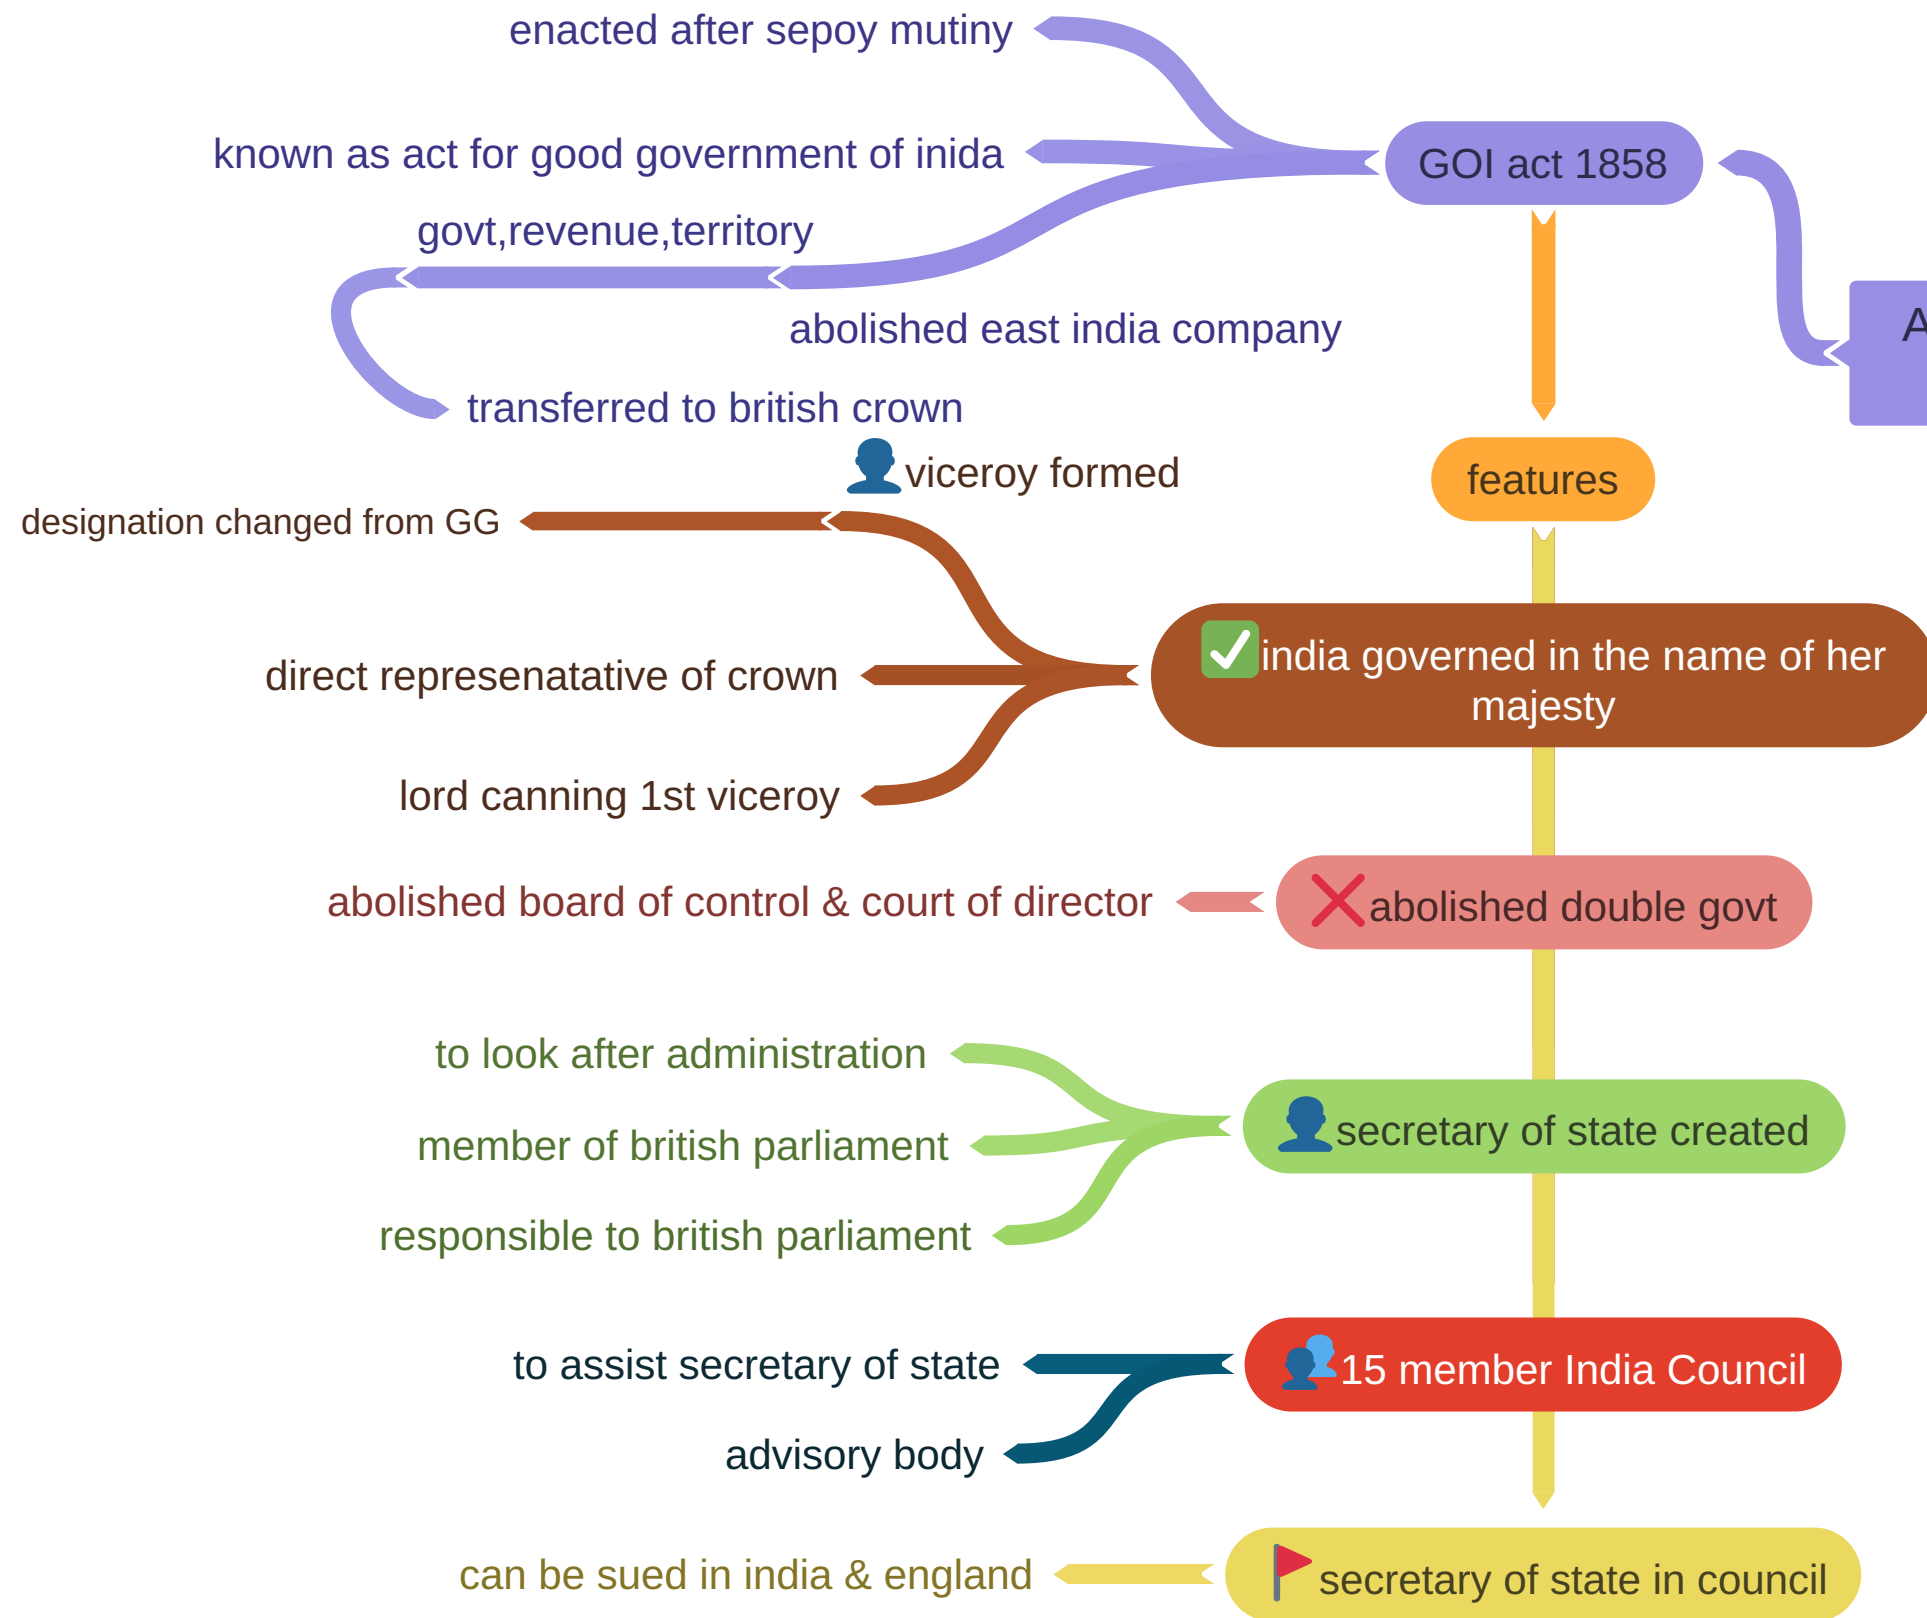 enacted after sepoy mutiny
known as act for good government of inida
GOI act 1858
govt,revenue,territory
abolished east india company
A
transferred to british crown
viceroy formed
features
designation changed from GG
india governed in the name of her
majesty
direct represenatative of crown
lord canning 1st viceroy
abolished board of control & court of director
abolished double govt
to look after administration
secretary of state created
member of british parliament
responsible to british parliament
to assist secretary of state
15 member India Council
advisory body
can be sued in india & england
secretary of state in council